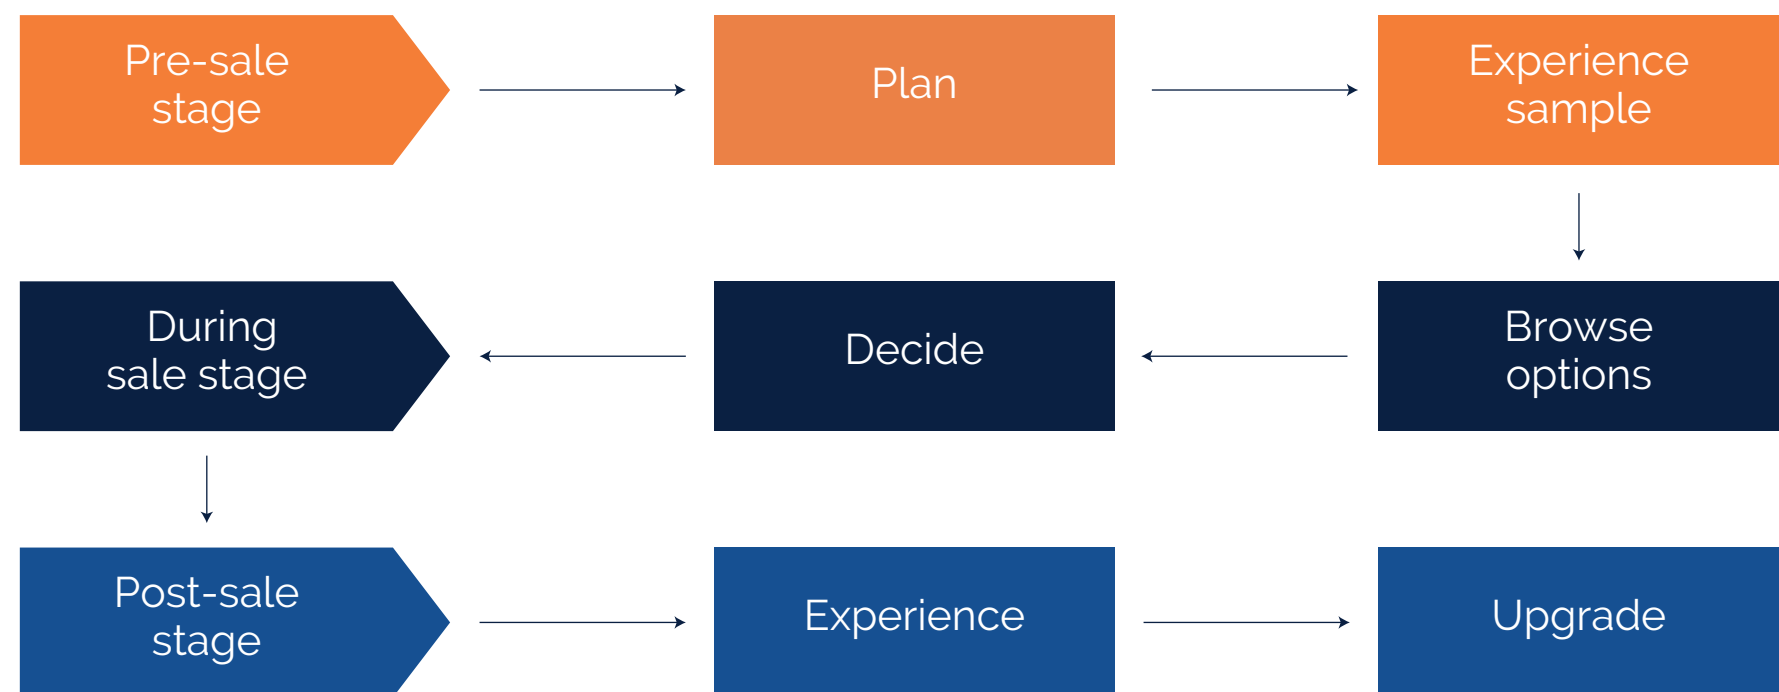 Pre-sale
stage
Plan
Experience
sample
During
sale stage
Decide
Browse
options
Post-sale
stage
Experience
Upgrade